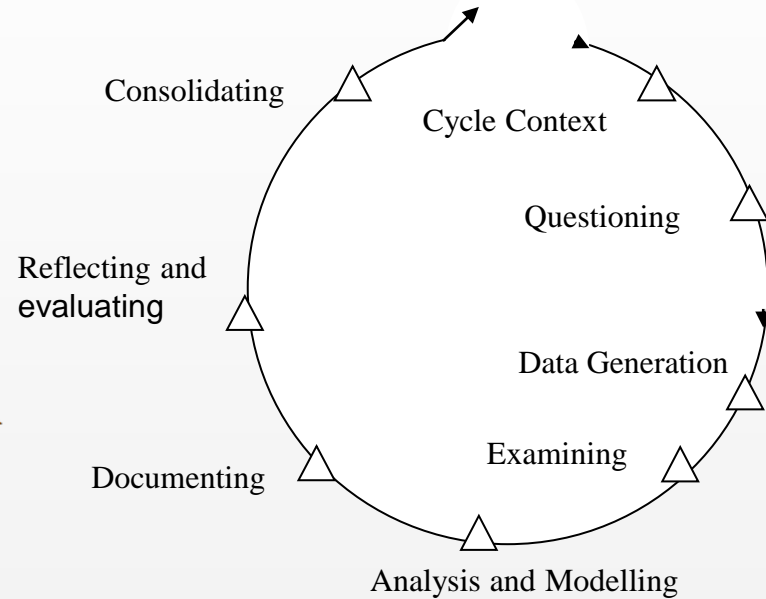 Consolidating
Cycle Context
Questioning
Reflecting and
evaluating
Data Generation
Examining
Documenting
Analysis and Modelling